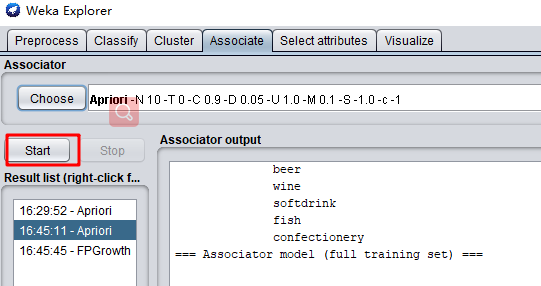 Weka Explorer
Preprocess Classify Cluster Associate Select attributes Visualize
Associator
Choose Apriori -N 10 -T 0 -C 0.9 -D 0.05 -U 1.0 -M 0.1 -S -1.0 -c -1
Start Stop
Result list (right-click f...
16:29:52 - Apriori
16:45:11 - Apriori
16:45:45 - FPGrowth
Associator output
beer
wine
softdrink
fish
confectionery
=== Associator model (full training set) ===